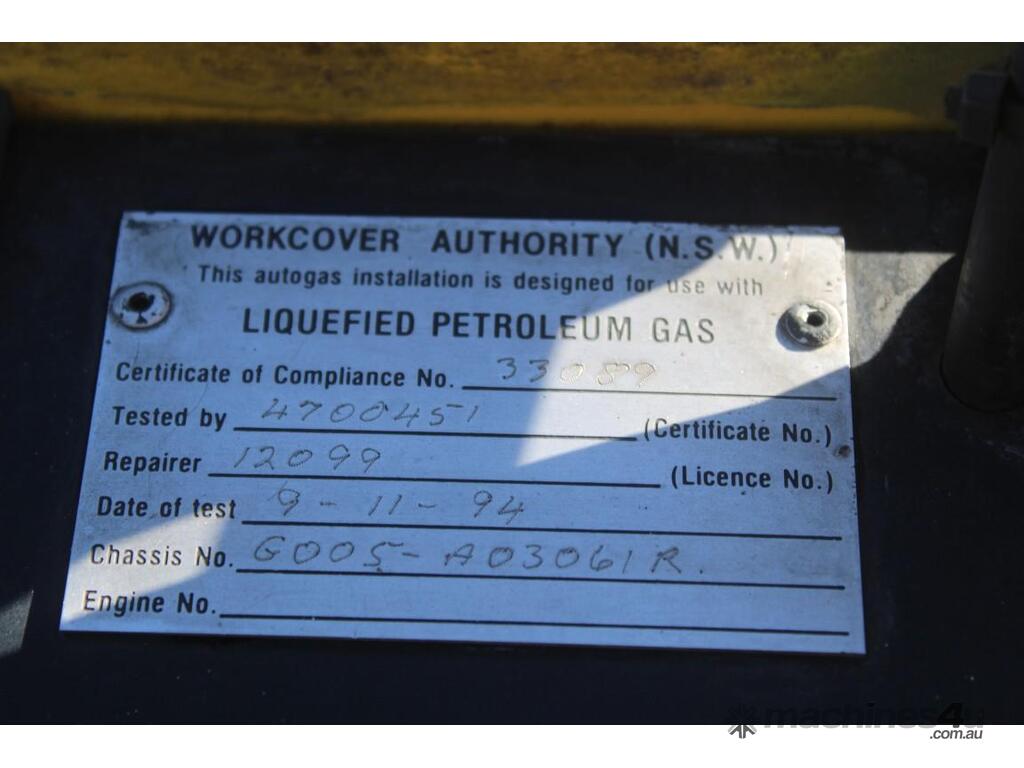 WORKCOVER AUTHORITY (N.S.W.)
This autogas installation is designed for use with
LIQUEFIED PETROLEUM GAS
Certificate of Compliance No. 33089
Tested by 4700451 (Certificate No.)
Repairer 12099 (Licence No.)
Date of test 9-11-94
Chassis No. G005-A03061R.
Engine No.
machines4u
.com.au